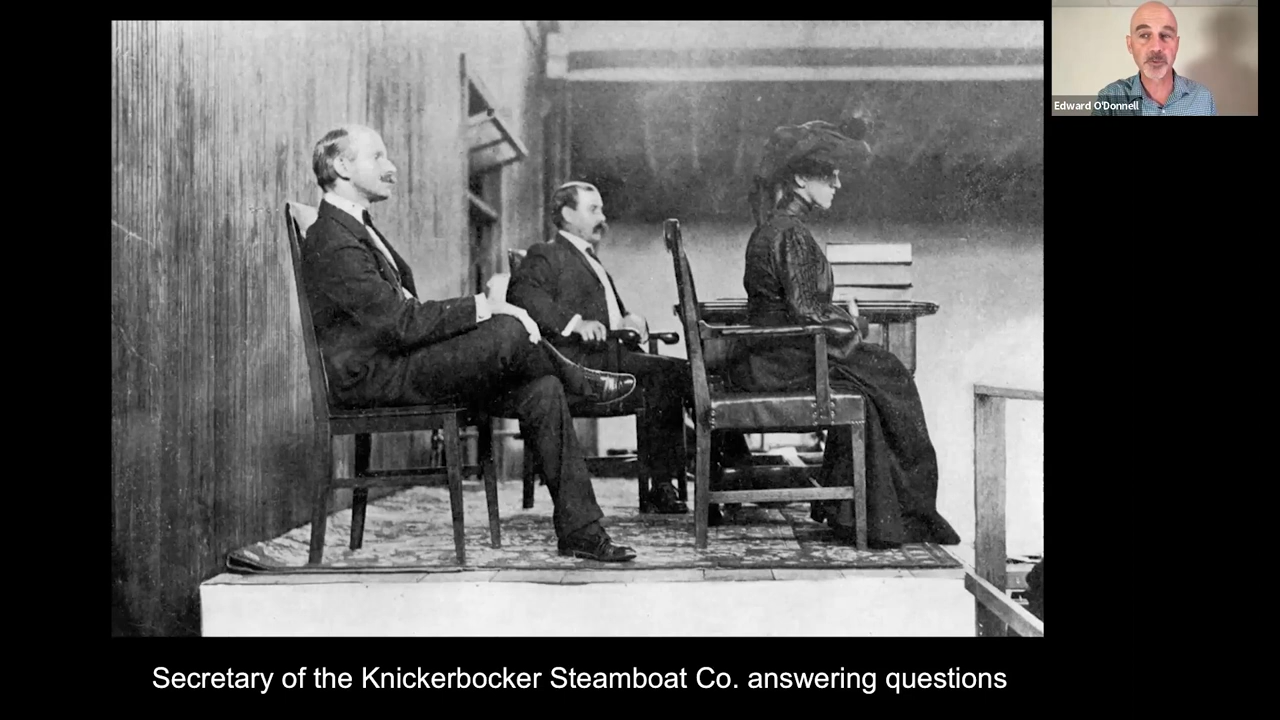 Edward O'Donnell
Secretary of the Knickerbocker Steamboat Co. answering questions